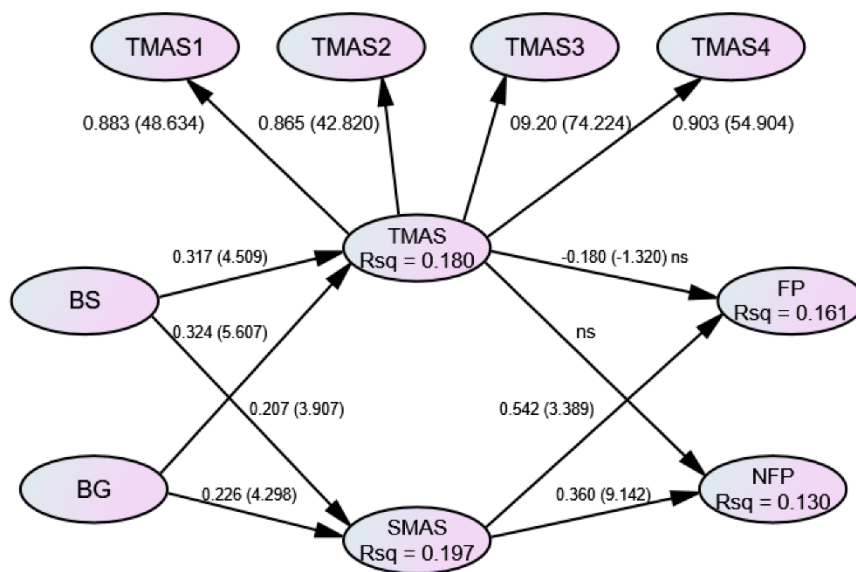 TMAS1
TMAS2
TMAS3
TMAS4
0.883 (48.634)
0.865 (42.820)
09.20 (74.224)
0.903 (54.904)
TMAS
Rsq = 0.180
0.317 (4.509)
-0.180 (-1.320) ns
BS
FP
Rsq = 0.161
0.324 (5.607)
ns
0.207 (3.907)
0.542 (3.389)
BG
NFP
Rsq = 0.130
0.226 (4.298)
0.360 (9.142)
SMAS
Rsq = 0.197